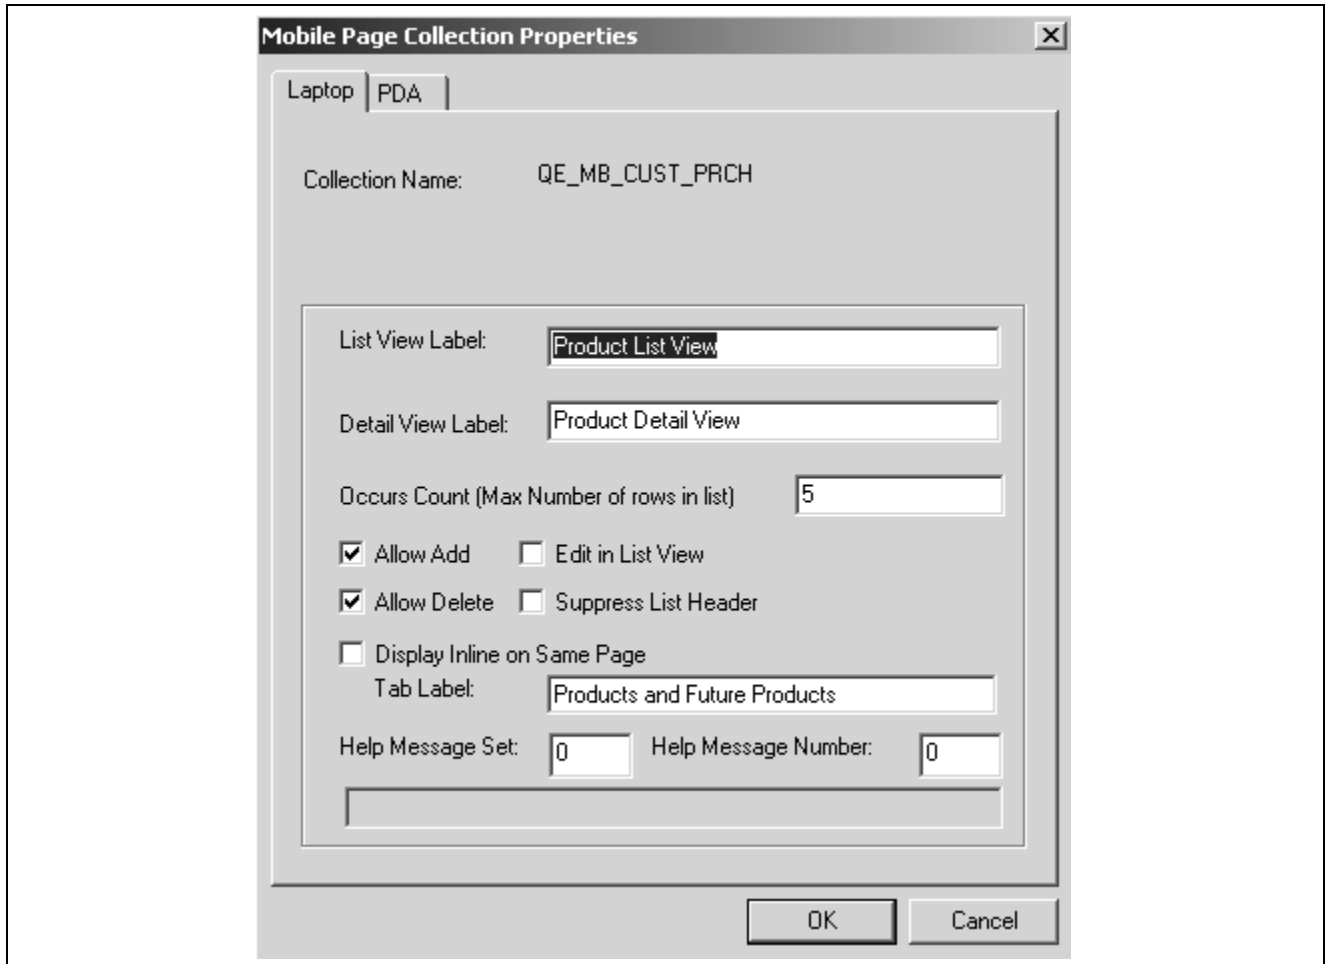 Mobile Page Collection Properties
Laptop PDA
Collection Name: QE_MB_CUST_PRCH
List View Label: Product List View
Detail View Label: Product Detail View
Occurs Count (Max Number of rows in list) 5
Allow Add Edit in List View
Allow Delete Suppress List Header
Display Inline on Same Page
Tab Label: Products and Future Products
Help Message Set: 0 Help Message Number: 0
OK Cancel